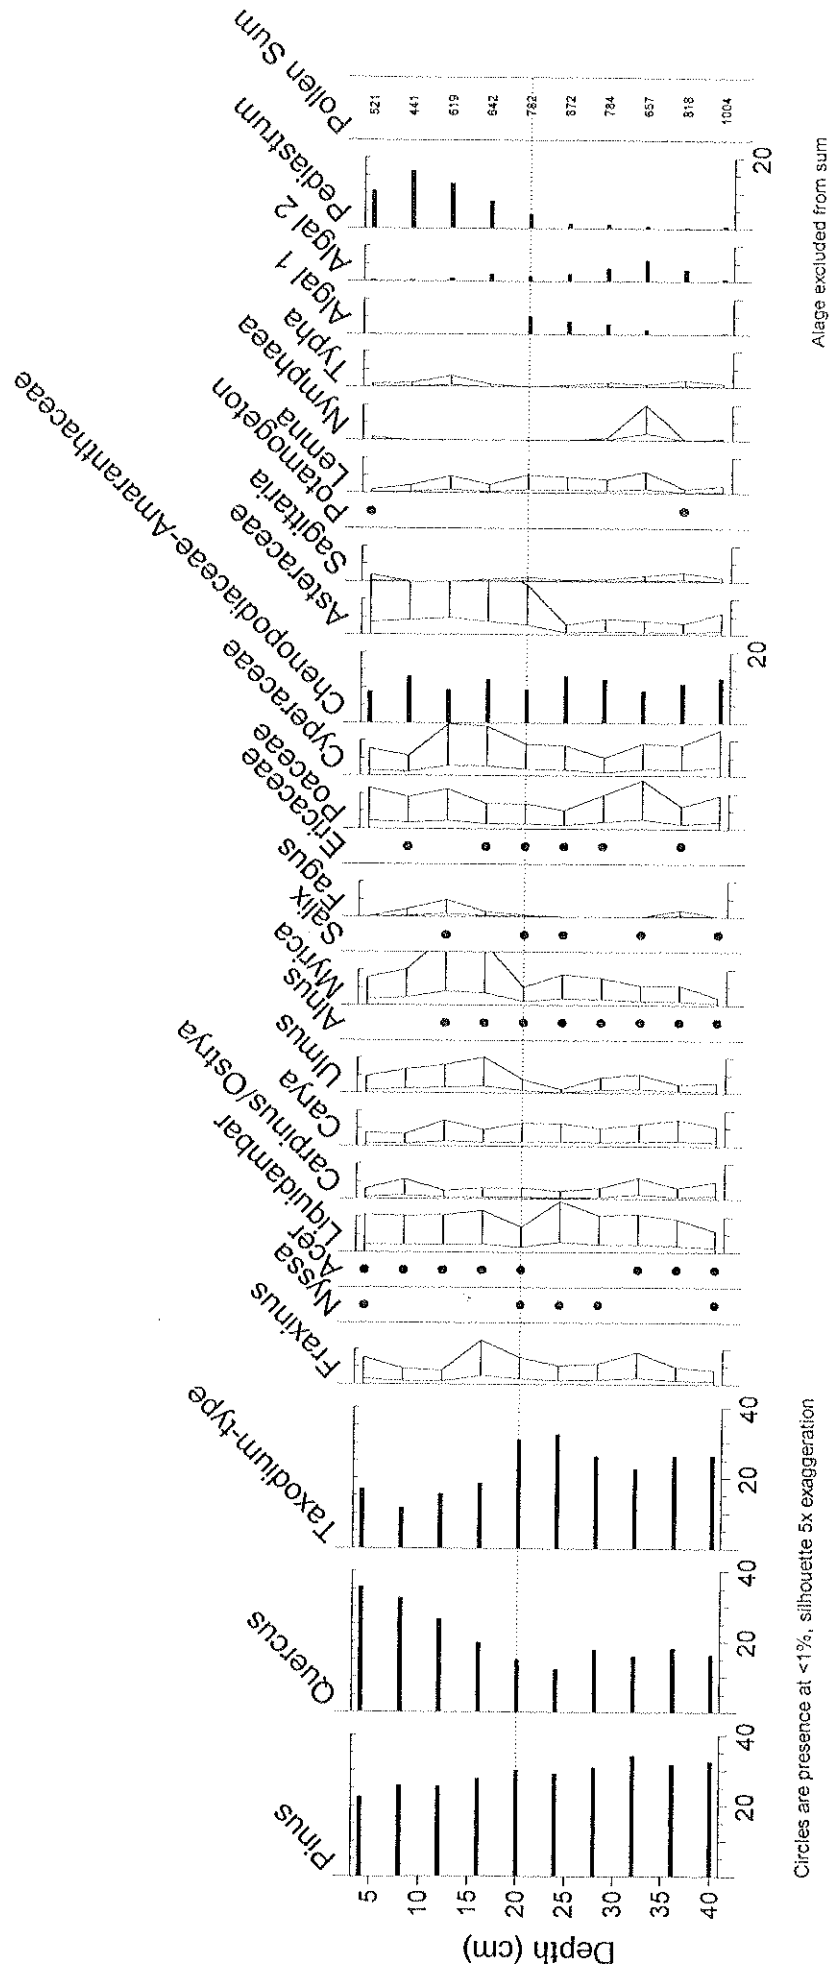 Depth (cm)
5
10
15
20
25
30
35
40
Pinus
20
40
Quercus
20
40
Taxodium-type
20
40
Fraxinus
Nyssa
Acer
Liquidambar
Carpinus/Ostrya
Carya
Ulmus
Alnus
Myrica
Salix
Fagus
Ericaceae
Poaceae
Cyperaceae
Chenopodiaceae-Amaranthaceae
20
Asteraceae
Sagittaria
Potamogeton
Lemna
Nymphaea
Typha
Algal 1
Algal 2
Pediastrum
20
Pollen Sum
521
441
619
642
782
872
784
657
818
1004
Circles are presence at <1%, silhouette 5x exaggeration
Alage excluded from sum